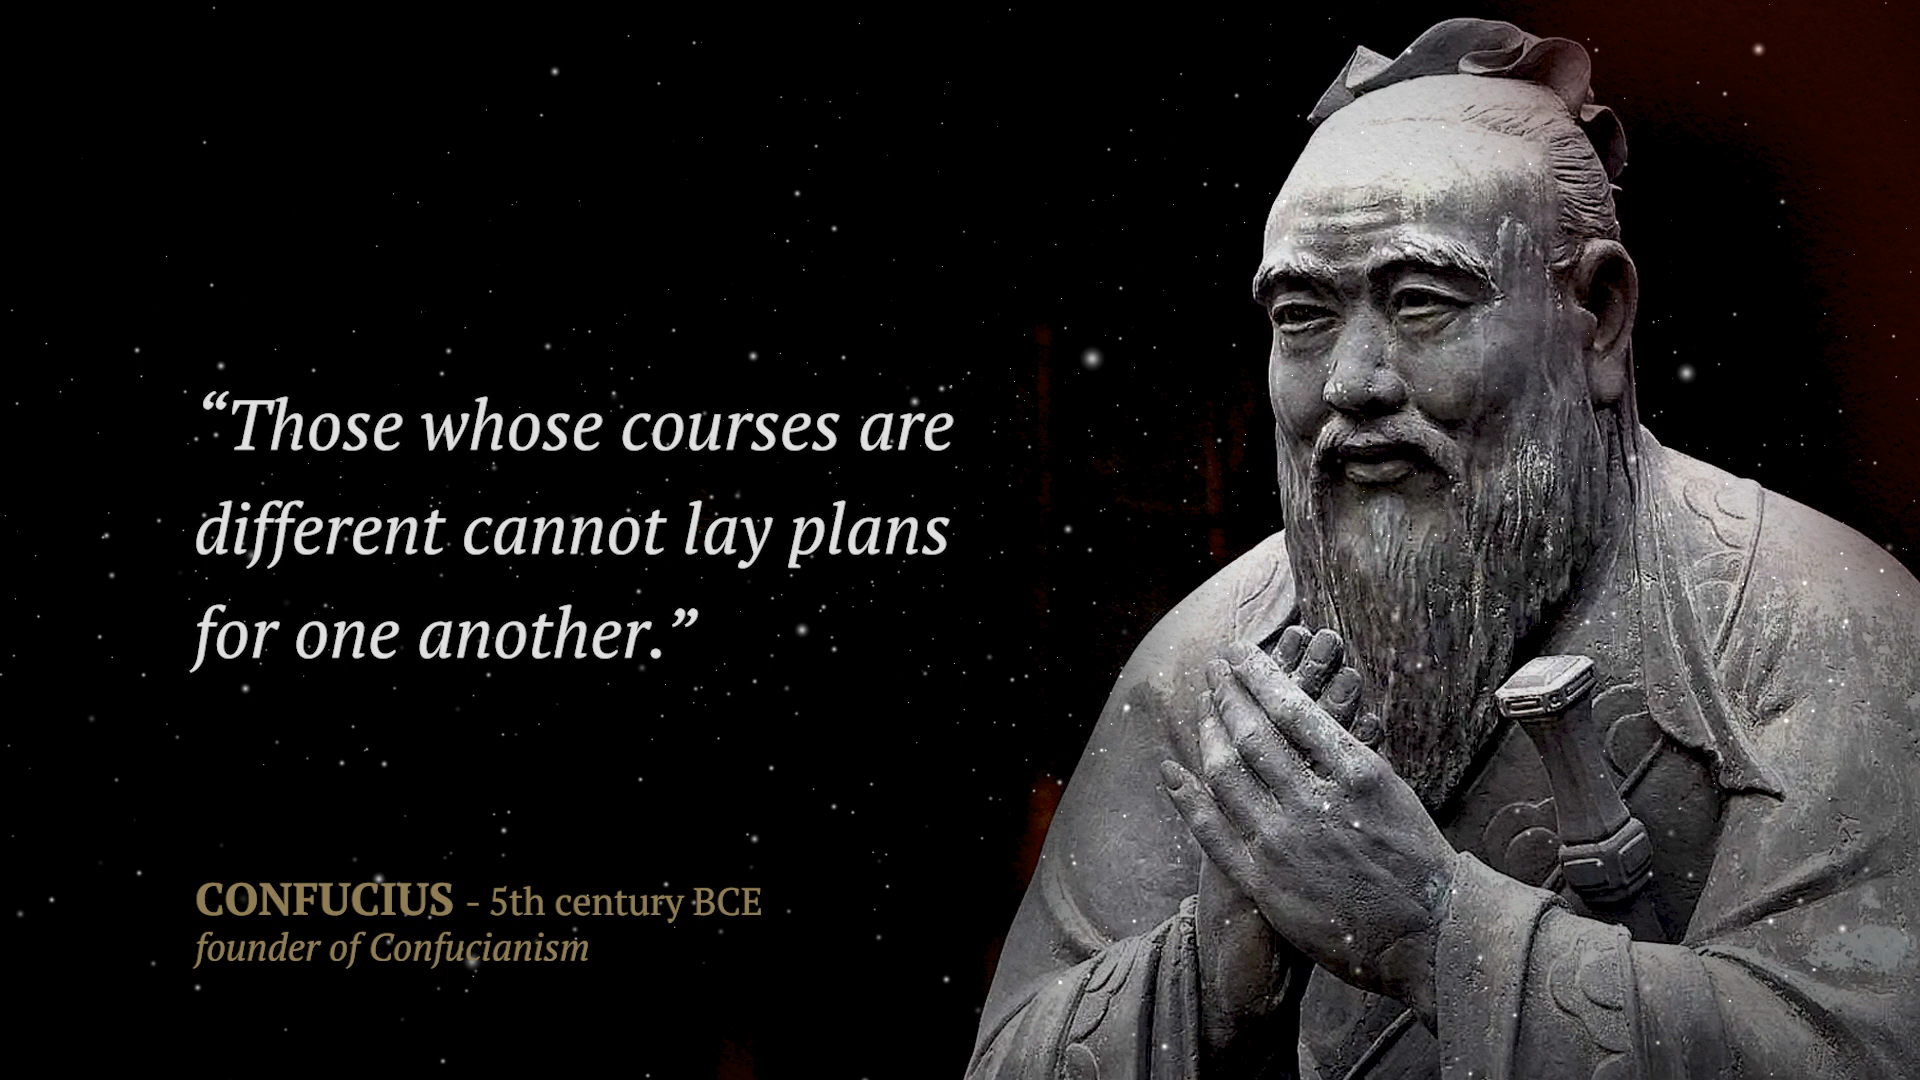 “Those whose courses are
different cannot lay plans
for one another.”
CONFUCIUS - 5th century BCE
founder of Confucianism